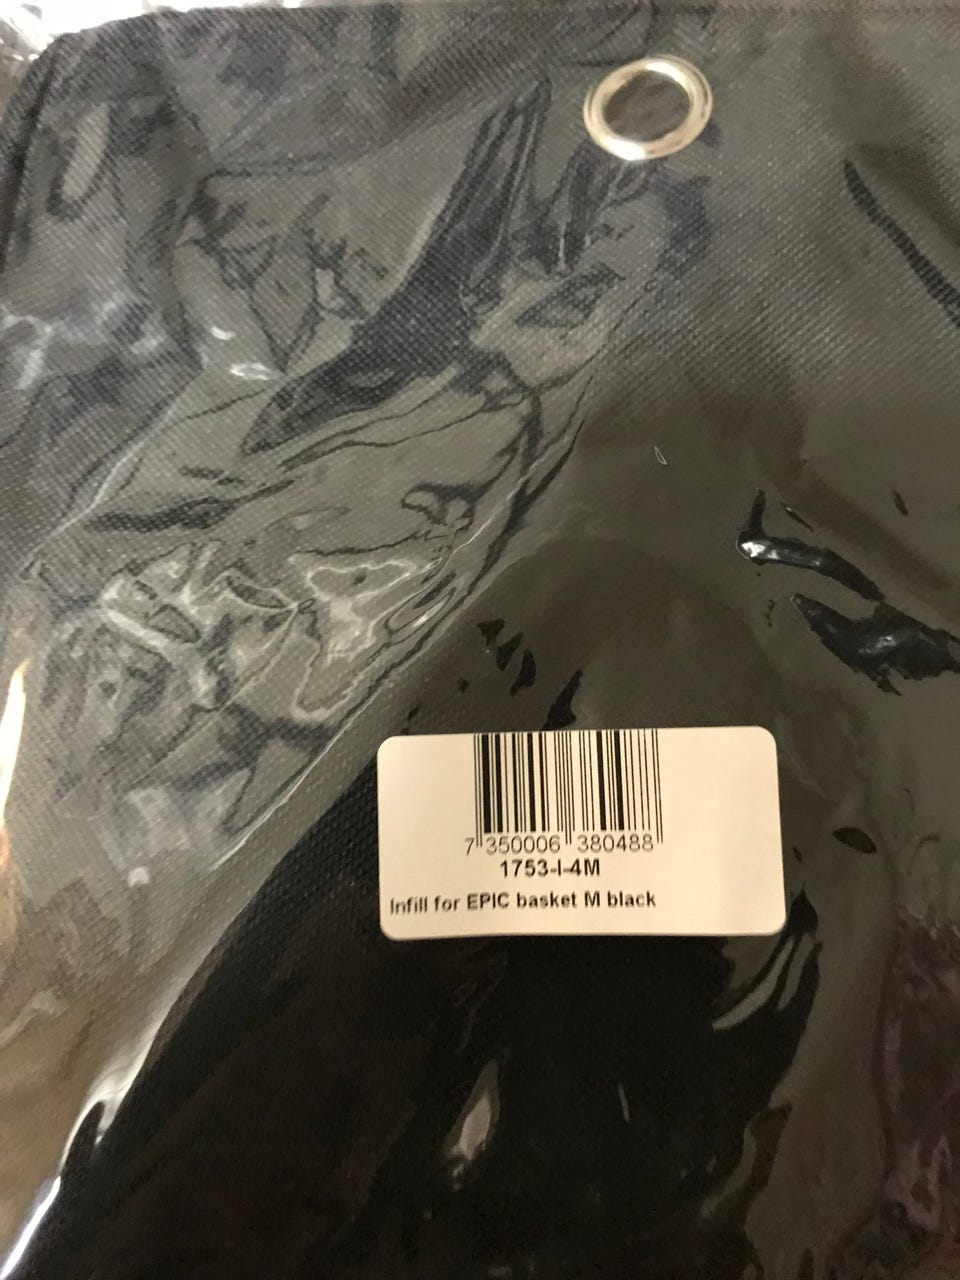 7 350006 380488
1753-I-4M
Infill for EPIC basket M black